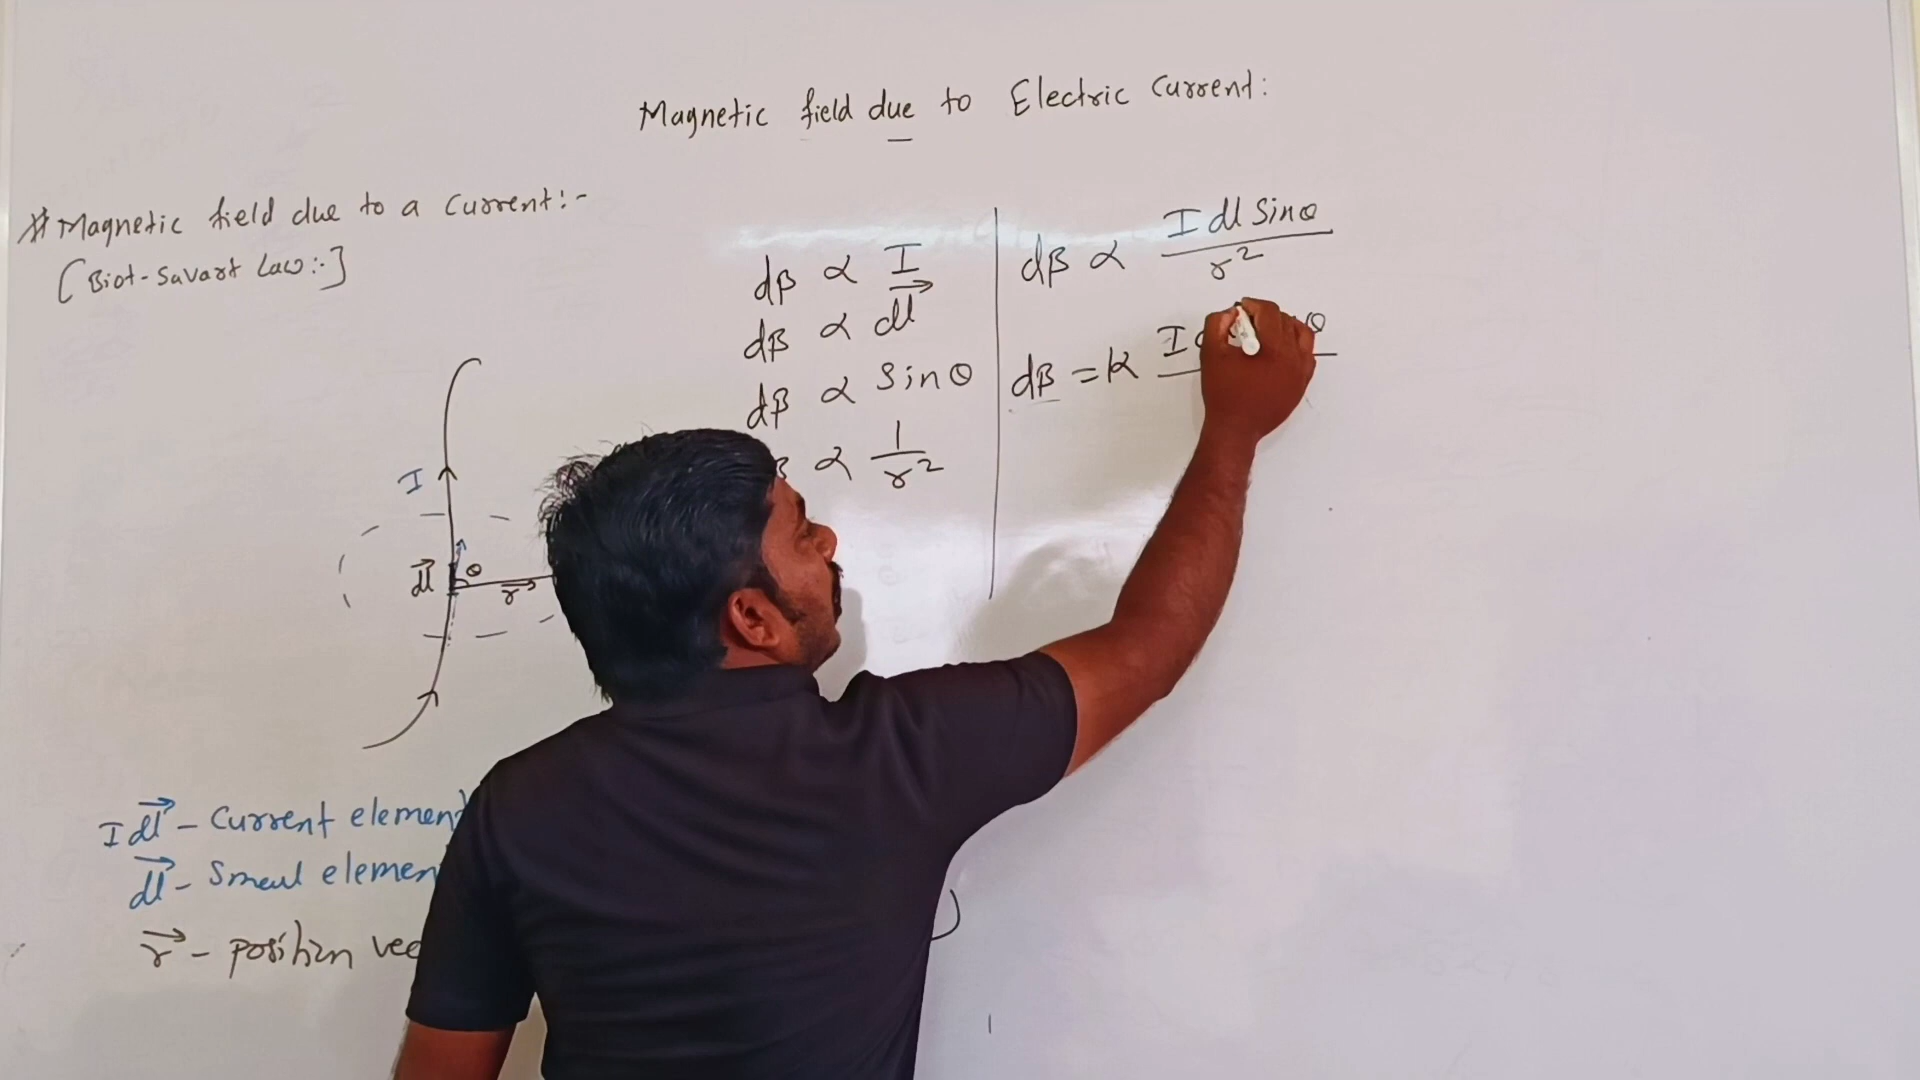 Magnetic field due to Electric Current:
# Magnetic field due to a Current:-
[Biot-Savart Law:-]
I
dl θ r
I dl - Current element
dl - Small elemen
r - position vec
dB ∝ I
dB ∝ dl
dB ∝ Sinθ
B ∝ 1/r²
dB ∝ I dl Sinθ / r²
dB = K I θ